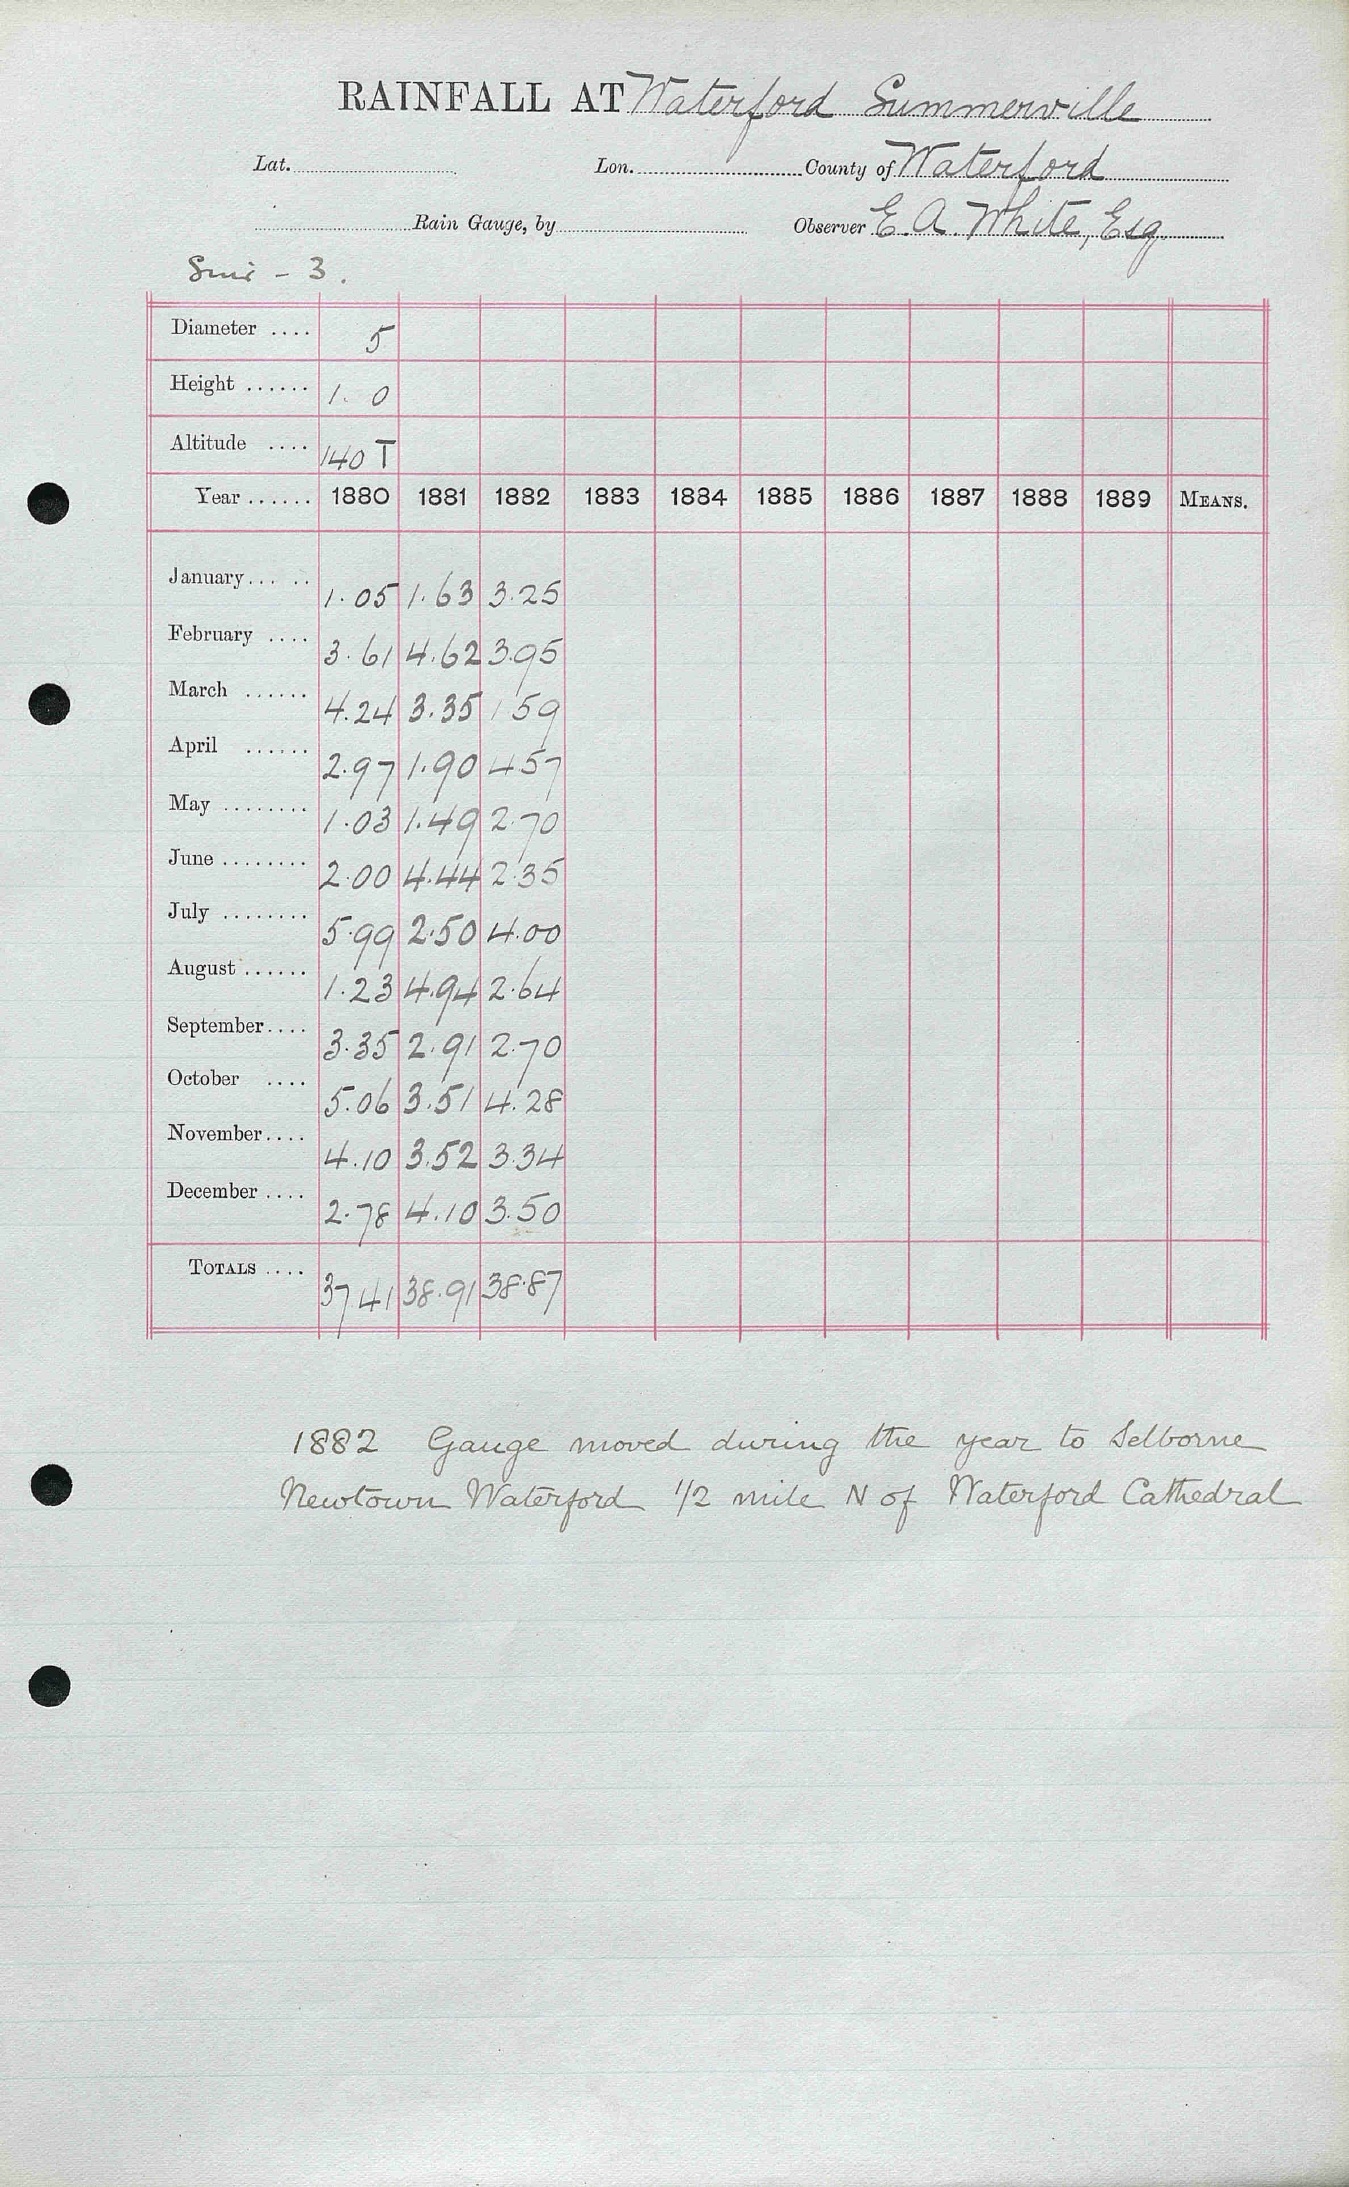 RAINFALL AT Waterford Summerville
Lat. Lon. County of Waterford
Rain Gauge, by Observer E. A. White, Esq.
Suir - 3.
Diameter .... 5
Height ...... 1. 0
Altitude .... 140 T
Year ...... 1880 1881 1882 1883 1884 1885 1886 1887 1888 1889 MEANS.
January ... .. 1.05 1.63 3.25
February .... 3.61 4.62 3.95
March ...... 4.24 3.35 1 59
April ...... 2.97 1.90 4.57
May ........ 1.03 1.49 2.70
June ........ 2.00 4.44 2.35
July ........ 5.99 2.50 4.00
August ...... 1.23 4.94 2.64
September .... 3.35 2.91 2.70
October .... 5.06 3.51 4.28
November .... 4.10 3.52 3.34
December .... 2.78 4.10 3.50
TOTALS .... 37.41 38.91 38.87
1882 Gauge moved during the year to Selborne
Newtown Waterford 1/2 mile N of Waterford Cathedral